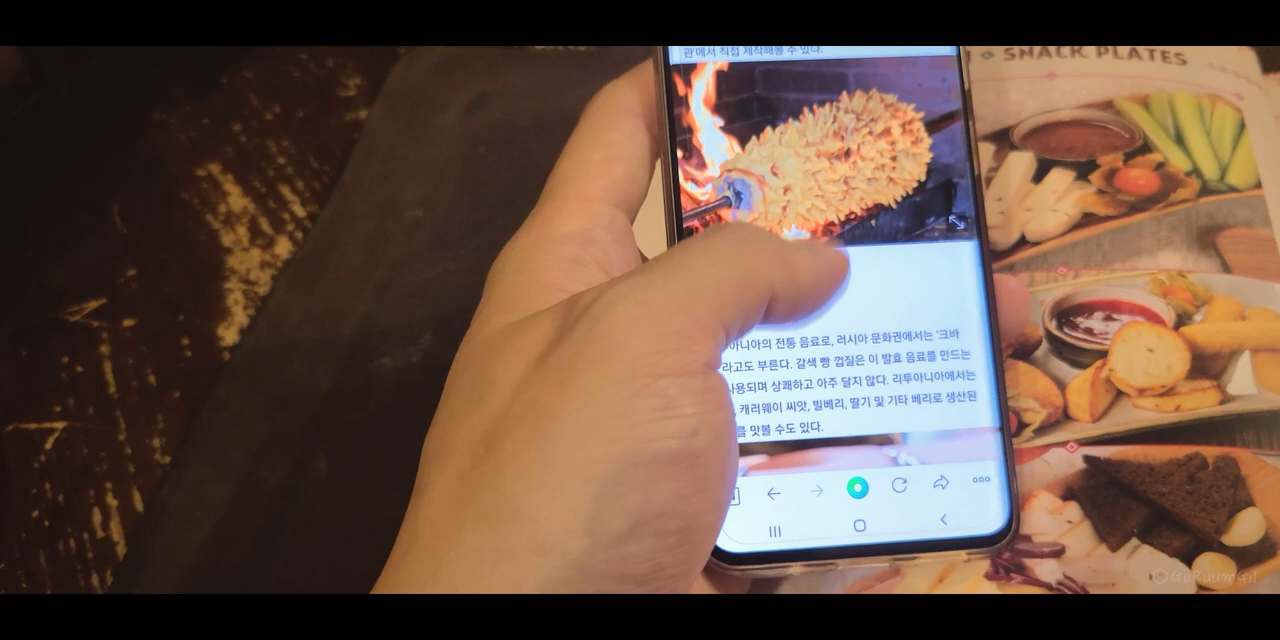 관'에서 직접 제작해볼 수 있다.
SNACK PLATES
아니아의 전통 음료로, 러시아 문화권에서는 '크바
라고도 부른다. 갈색 빵 껍질은 이 발효 음료를 만드는
사용되며 상쾌하고 아주 달지 않다. 리투아니아에서는
, 캐러웨이 씨앗, 빌베리, 딸기 및 기타 베리로 생산된
를 맛볼 수도 있다.
GuRuumGil